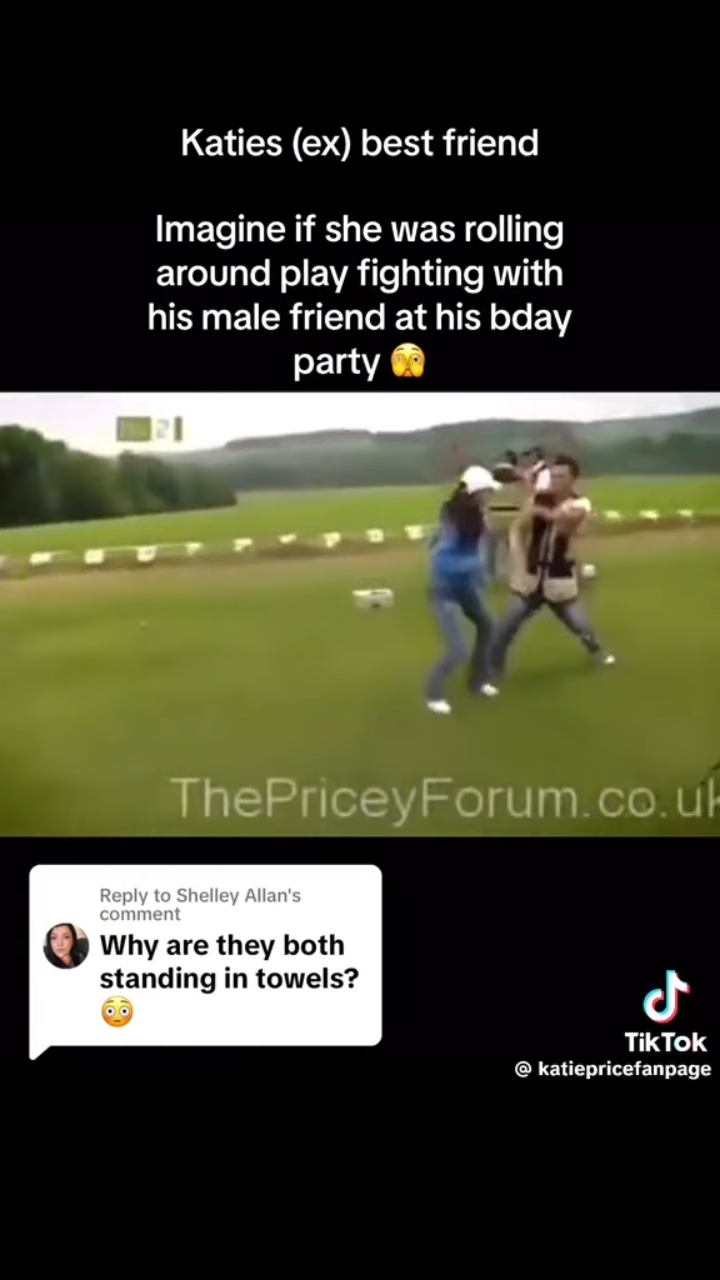 Katies (ex) best friend
Imagine if she was rolling
around play fighting with
his male friend at his bday
party 🫣
ThePriceyForum.co.uk
Reply to Shelley Allan's
comment
Why are they both
standing in towels?
😳
TikTok
@ katiepricefanpage